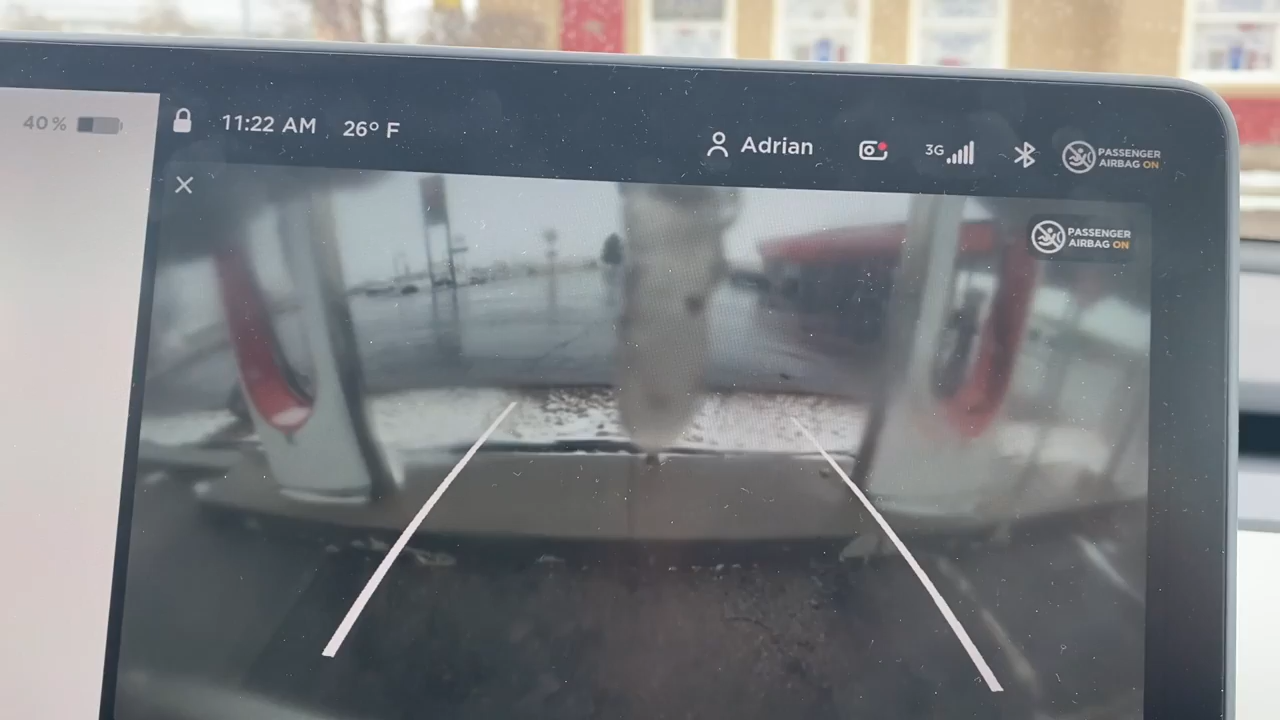 40%
11:22 AM
26° F
Adrian
3G
PASSENGER
AIRBAG ON
PASSENGER
AIRBAG ON